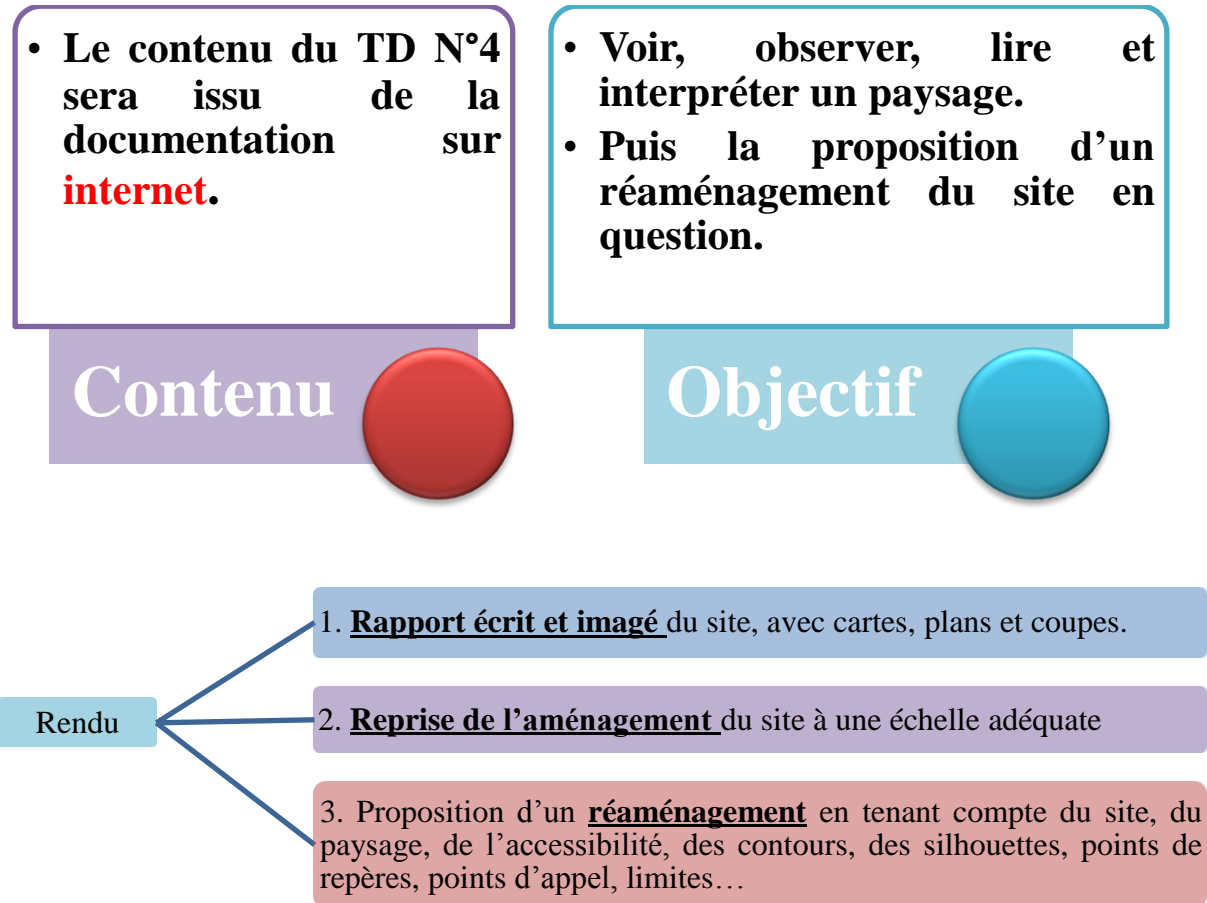 • Le contenu du TD N°4
sera issu de la
documentation sur
internet.
Contenu
• Voir, observer, lire et
interpréter un paysage.
• Puis la proposition d’un
réaménagement du site en
question.
Objectif
Rendu
1. Rapport écrit et imagé du site, avec cartes, plans et coupes.
2. Reprise de l’aménagement du site à une échelle adéquate
3. Proposition d’un réaménagement en tenant compte du site, du
paysage, de l’accessibilité, des contours, des silhouettes, points de
repères, points d’appel, limites…